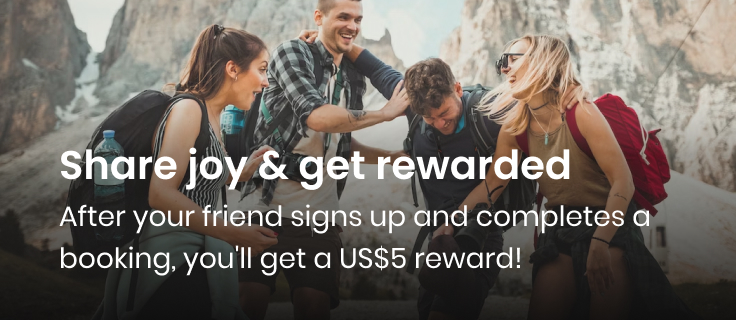 Share joy & get rewarded
After your friend signs up and completes a
booking, you'll get a US$5 reward!